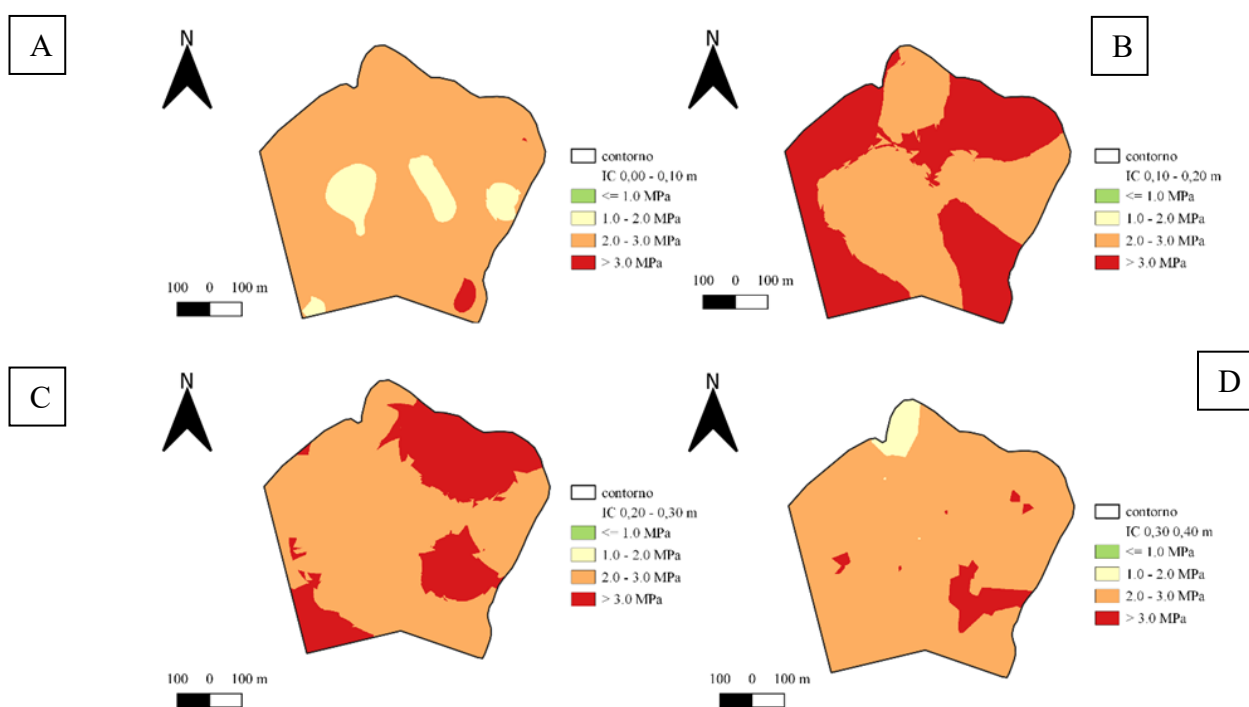 A
N
contorno
IC 0,00 - 0,10 m
<= 1.0 MPa
1.0 - 2.0 MPa
2.0 - 3.0 MPa
> 3.0 MPa
100 0 100 m
B
N
contorno
IC 0,10 - 0,20 m
<= 1.0 MPa
1.0 - 2.0 MPa
2.0 - 3.0 MPa
> 3.0 MPa
100 0 100 m
C
N
contorno
IC 0,20 - 0,30 m
<= 1.0 MPa
1.0 - 2.0 MPa
2.0 - 3.0 MPa
> 3.0 MPa
100 0 100 m
D
N
contorno
IC 0,30 0,40 m
<= 1.0 MPa
1.0 - 2.0 MPa
2.0 - 3.0 MPa
> 3.0 MPa
100 0 100 m